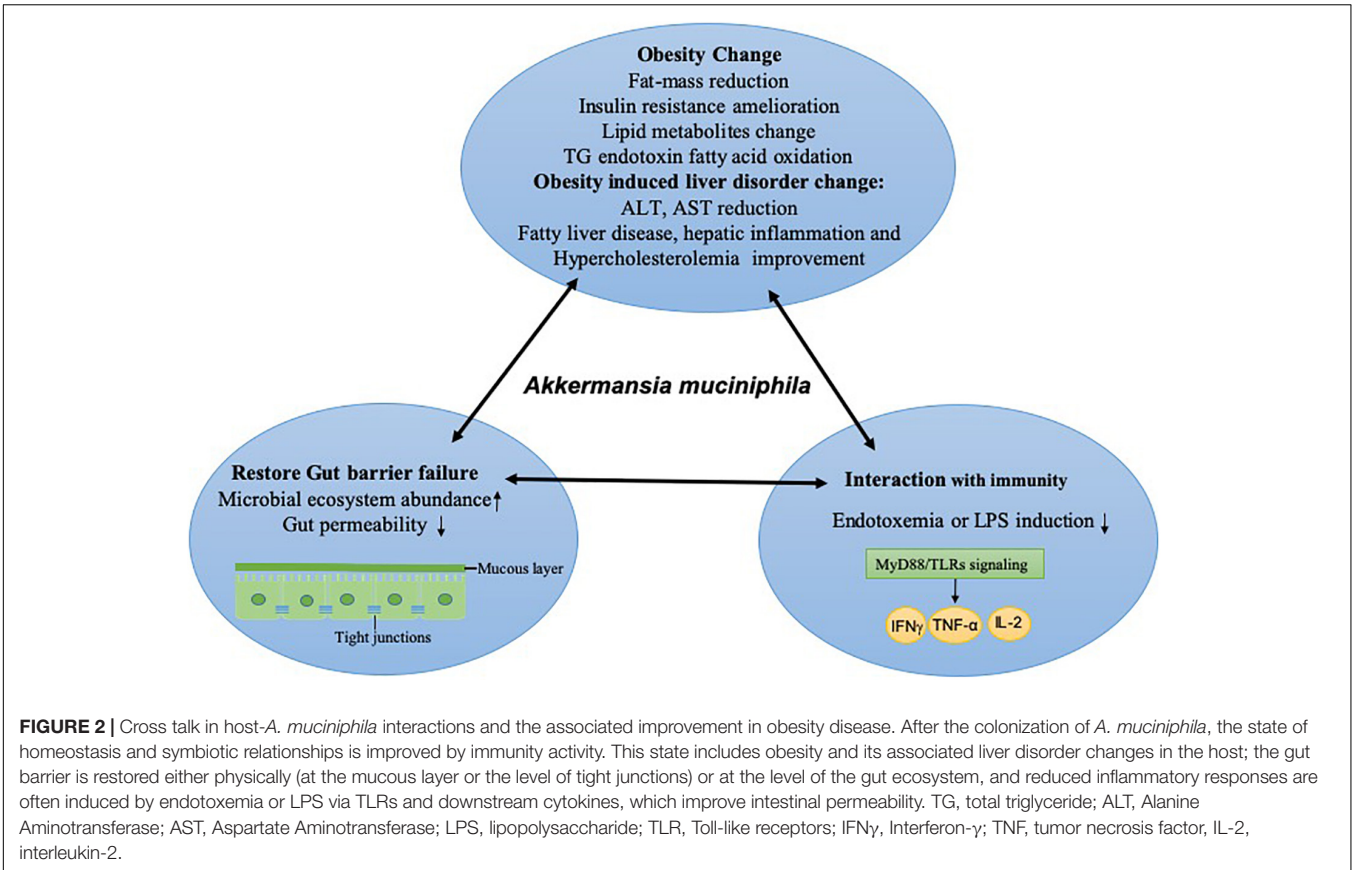 Obesity Change
Fat-mass reduction
Insulin resistance amelioration
Lipid metabolites change
TG endotoxin fatty acid oxidation
Obesity induced liver disorder change:
ALT, AST reduction
Fatty liver disease, hepatic inflammation and
Hypercholesterolemia improvement
Akkermansia muciniphila
Restore Gut barrier failure
Microbial ecosystem abundance↑
Gut permeability ↓
Mucous layer
Tight junctions
Interaction with immunity
Endotoxemia or LPS induction ↓
MyD88/TLRs signaling
IFNγ TNF-α IL-2
FIGURE 2 | Cross talk in host-A. muciniphila interactions and the associated improvement in obesity disease. After the colonization of A. muciniphila, the state of
homeostasis and symbiotic relationships is improved by immunity activity. This state includes obesity and its associated liver disorder changes in the host; the gut
barrier is restored either physically (at the mucous layer or the level of tight junctions) or at the level of the gut ecosystem, and reduced inflammatory responses are
often induced by endotoxemia or LPS via TLRs and downstream cytokines, which improve intestinal permeability. TG, total triglyceride; ALT, Alanine
Aminotransferase; AST, Aspartate Aminotransferase; LPS, lipopolysaccharide; TLR, Toll-like receptors; IFNγ, Interferon-γ; TNF, tumor necrosis factor, IL-2,
interleukin-2.